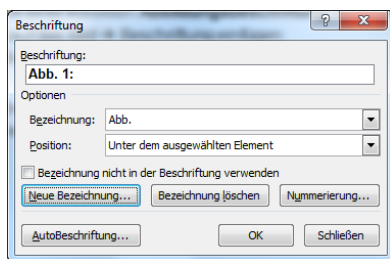 Beschriftung
Beschriftung:
Abb. 1:
Optionen
Bezeichnung: Abb.
Position: Unter dem ausgewählten Element
Bezeichnung nicht in der Beschriftung verwenden
Neue Bezeichnung... Bezeichnung löschen Nummerierung...
AutoBeschriftung... OK Schließen